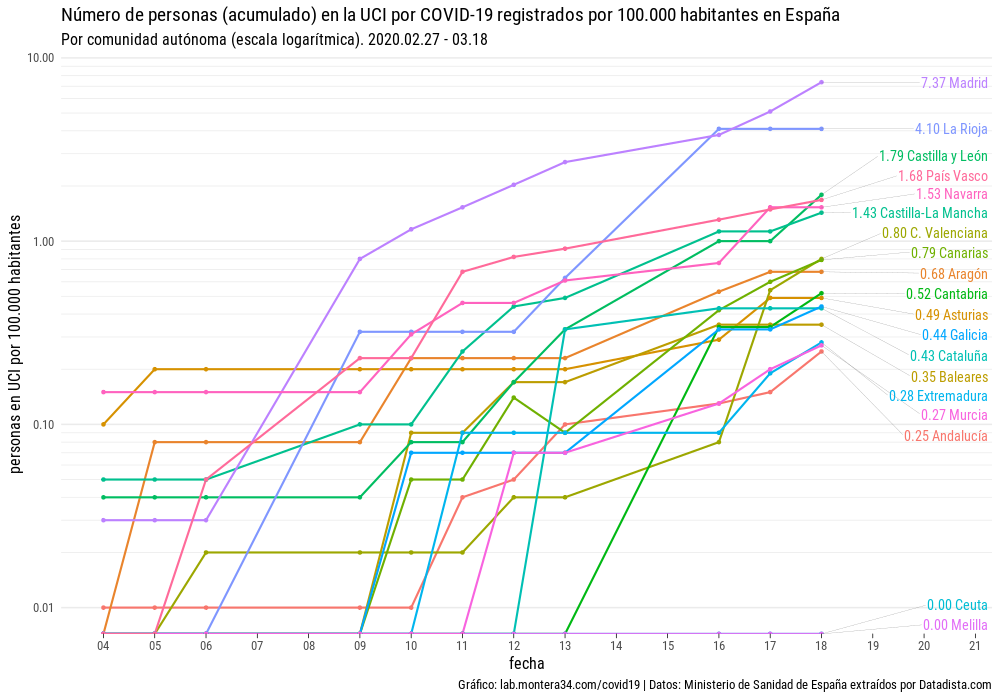 Número de personas (acumulado) en la UCI por COVID-19 registrados por 100.000 habitantes en España
Por comunidad autónoma (escala logarítmica). 2020.02.27 - 03.18
personas en UCI por 100.000 habitantes
10.00
1.00
0.10
0.01
7.37 Madrid
4.10 La Rioja
1.79 Castilla y León
1.68 País Vasco
1.53 Navarra
1.43 Castilla-La Mancha
0.80 C. Valenciana
0.79 Canarias
0.68 Aragón
0.52 Cantabria
0.49 Asturias
0.44 Galicia
0.43 Cataluña
0.35 Baleares
0.28 Extremadura
0.27 Murcia
0.25 Andalucía
0.00 Ceuta
0.00 Melilla
04 05 06 07 08 09 10 11 12 13 14 15 16 17 18 19 20 21
fecha
Gráfico: lab.montera34.com/covid19 | Datos: Ministerio de Sanidad de España extraídos por Datadista.com